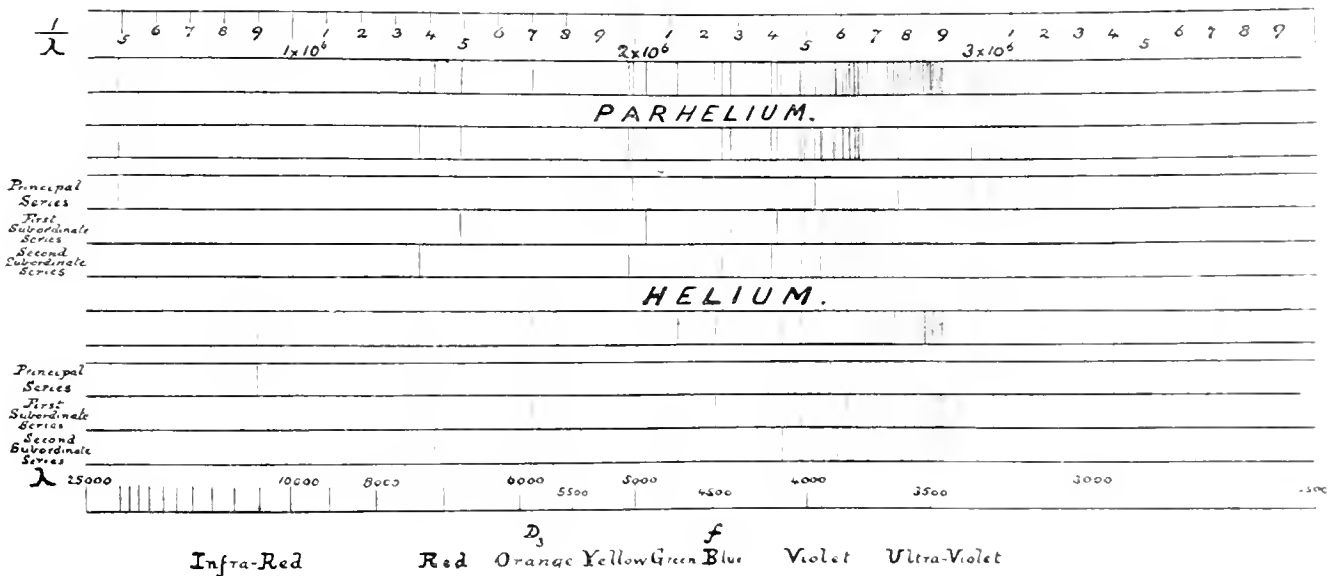 1/λ 5 6 7 8 9 1×10⁶ 1 2 3 4 5 6 7 8 9 2×10⁶ 1 2 3 4 5 6 7 8 9 3×10⁶ 1 2 3 4 5 6 7 8 9
PARHELIUM.
Principal
Series
First
Subordinate
Series
Second
Subordinate
Series
HELIUM.
Principal
Series
First
Subordinate
Series
Second
Subordinate
Series
λ 25000 10000 8000 6000 5500 5000 4500 4000 3500 3000
D₃ f
Infra-Red Red Orange Yellow Green Blue Violet Ultra-Violet